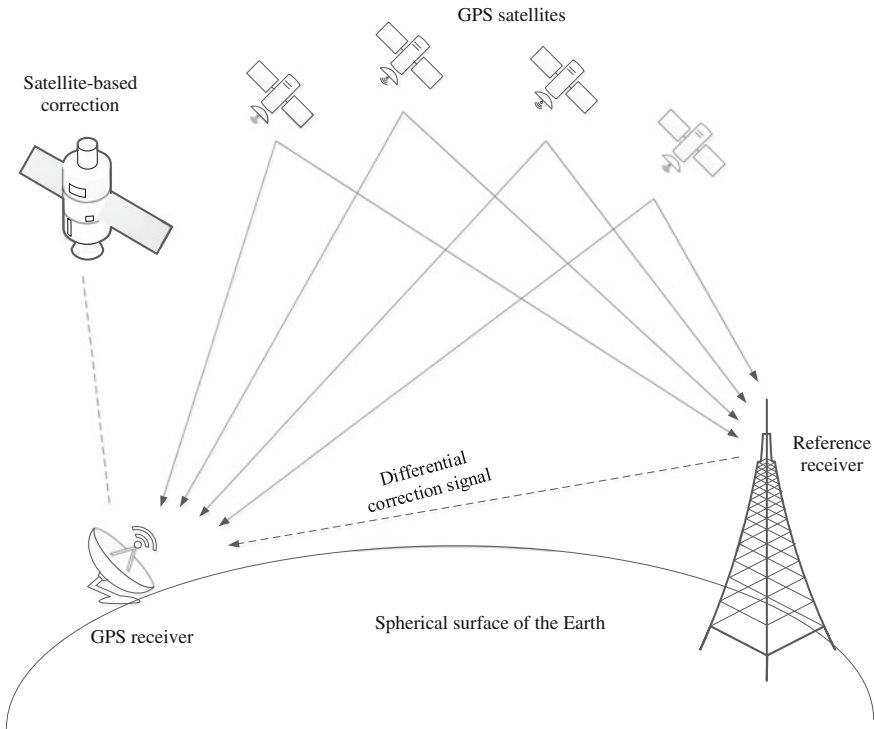 GPS satellites
Satellite-based
correction
Differential
correction signal
Reference
receiver
GPS receiver
Spherical surface of the Earth